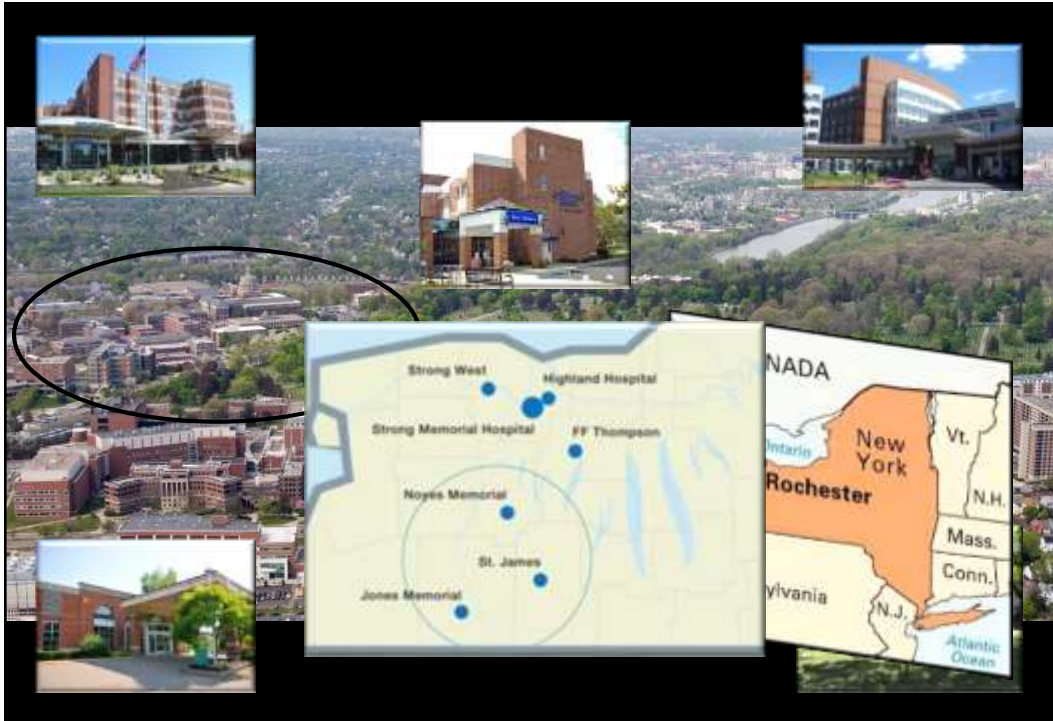 Strong West
Highland Hospital
Strong Memorial Hospital
FF Thompson
Noyes Memorial
St. James
Jones Memorial
NADA
Ontario
New
York
Rochester
Vt.
N.H.
Mass.
Conn.
ylvania
N.J.
Atlantic
Ocean